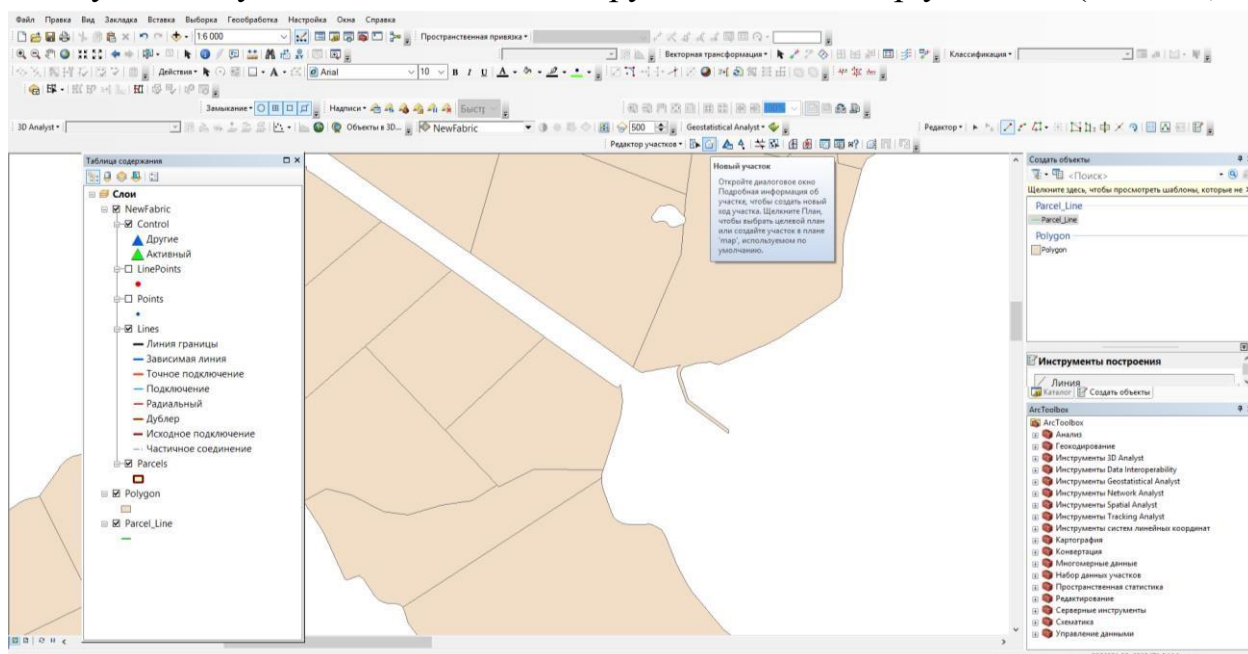 Файл Правка Вид Закладка Вставка Выборка Геообработка Настройка Окна Справка
1:6 000 Пространственная привязка
Векторная трансформация Классификация
Действия A Arial 10 B I U A
Замыкание Надписи Быстр
3D Analyst Объекты в 3D... NewFabric 500 Geostatistical Analyst Редактор
Редактор участков
Таблица содержания
Слои
NewFabric
Control
Другие
Активный
LinePoints
Points
Lines
Линия границы
Зависимая линия
Точное подключение
Подключение
Радиальный
Дублер
Исходное подключение
Частичное соединение
Parcels
Polygon
Parcel_Line
Новый участок
Откройте диалоговое окно
Подробная информация об
участке, чтобы создать новый
ход участка. Щелкните План,
чтобы выбрать целевой план
или создайте участок в плане
'map', используемом по
умолчанию.
Создать объекты
<Поиск>
Щелкните здесь, чтобы просмотреть шаблоны, которые не
Parcel_Line
Parcel_Line
Polygon
Polygon
Инструменты построения
Линия
Каталог Создать объекты
ArcToolbox
ArcToolbox
Анализ
Геокодирование
Инструменты 3D Analyst
Инструменты Data Interoperability
Инструменты Geostatistical Analyst
Инструменты Network Analyst
Инструменты Spatial Analyst
Инструменты Tracking Analyst
Инструменты систем линейных координат
Картография
Конвертация
Многомерные данные
Набор данных участков
Пространственная статистика
Редактирование
Серверные инструменты
Схематика
Управление данными